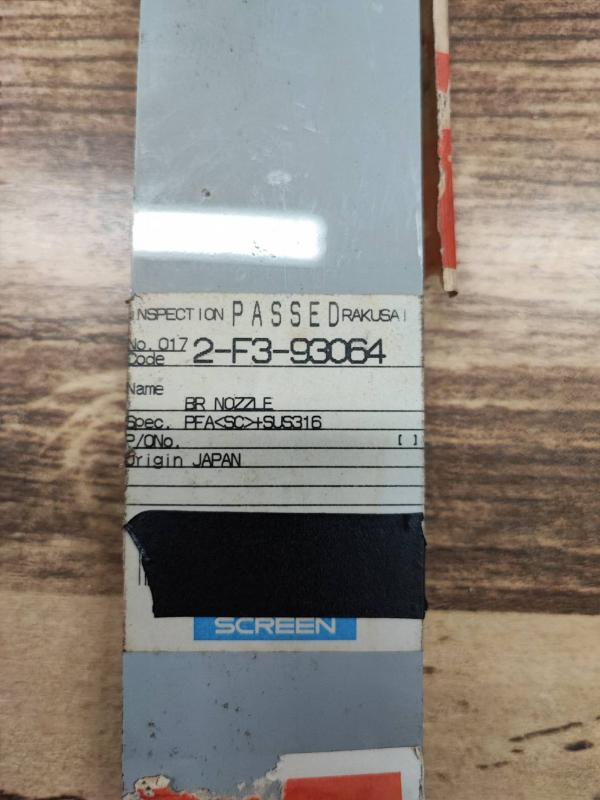 INSPECTION PASSED RAKUSAI
No. 017
Code 2-F3-93064
Name
BR NOZZLE
Spec. PFA<SC>+SUS316
P/ONo. [ ]
Origin JAPAN
SCREEN